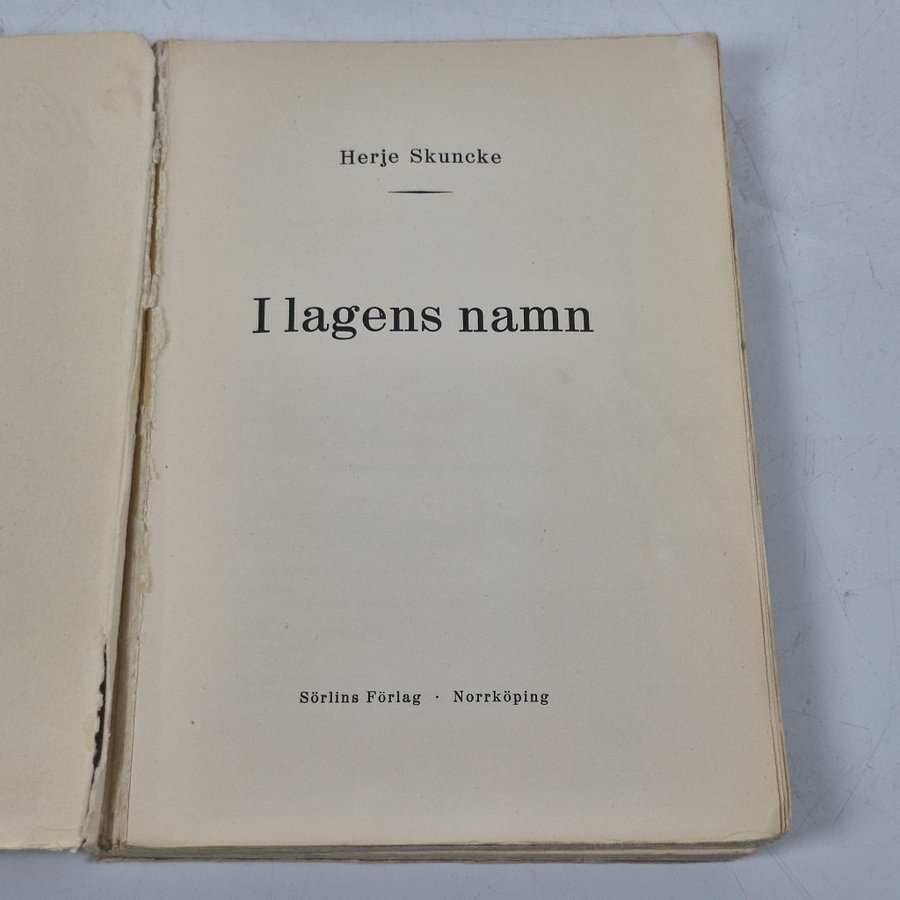 Herje Skuncke
I lagens namn
Sörlins Förlag · Norrköping